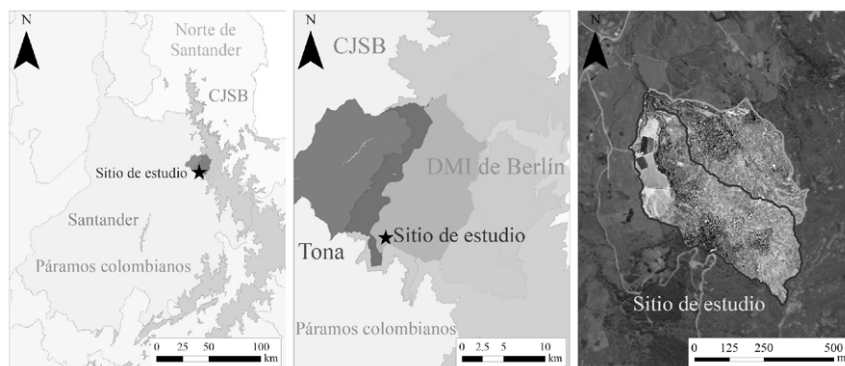 N
Norte de
Santander
CJSB
Sitio de estudio
Santander
Páramos colombianos
0 25 50 100
km
N
CJSB
DMI de Berlín
Sitio de estudio
Tona
Páramos colombianos
0 2.5 5 10
km
N
Sitio de estudio
0 125 250 500
m